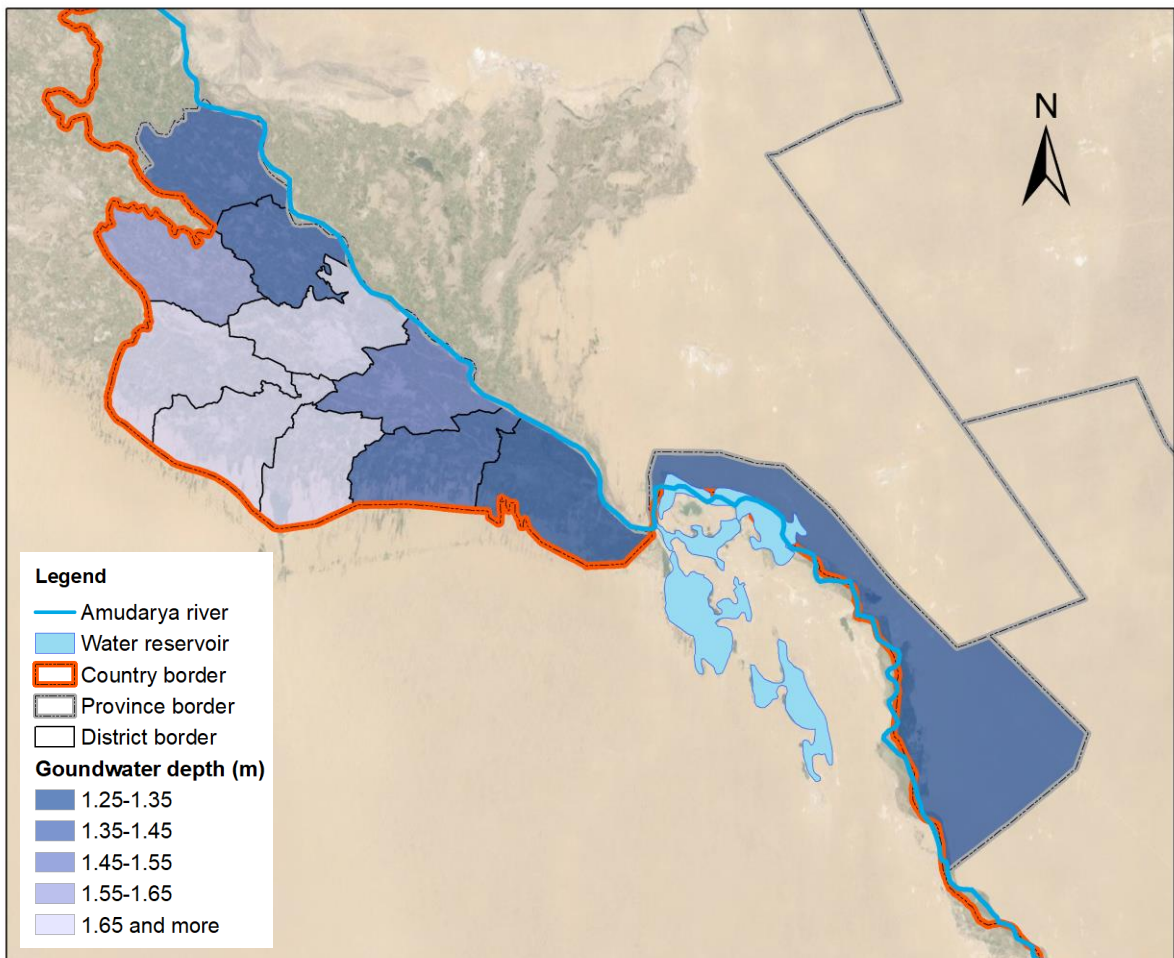 N
Legend
Amudarya river
Water reservoir
Country border
Province border
District border
Goundwater depth (m)
1.25-1.35
1.35-1.45
1.45-1.55
1.55-1.65
1.65 and more